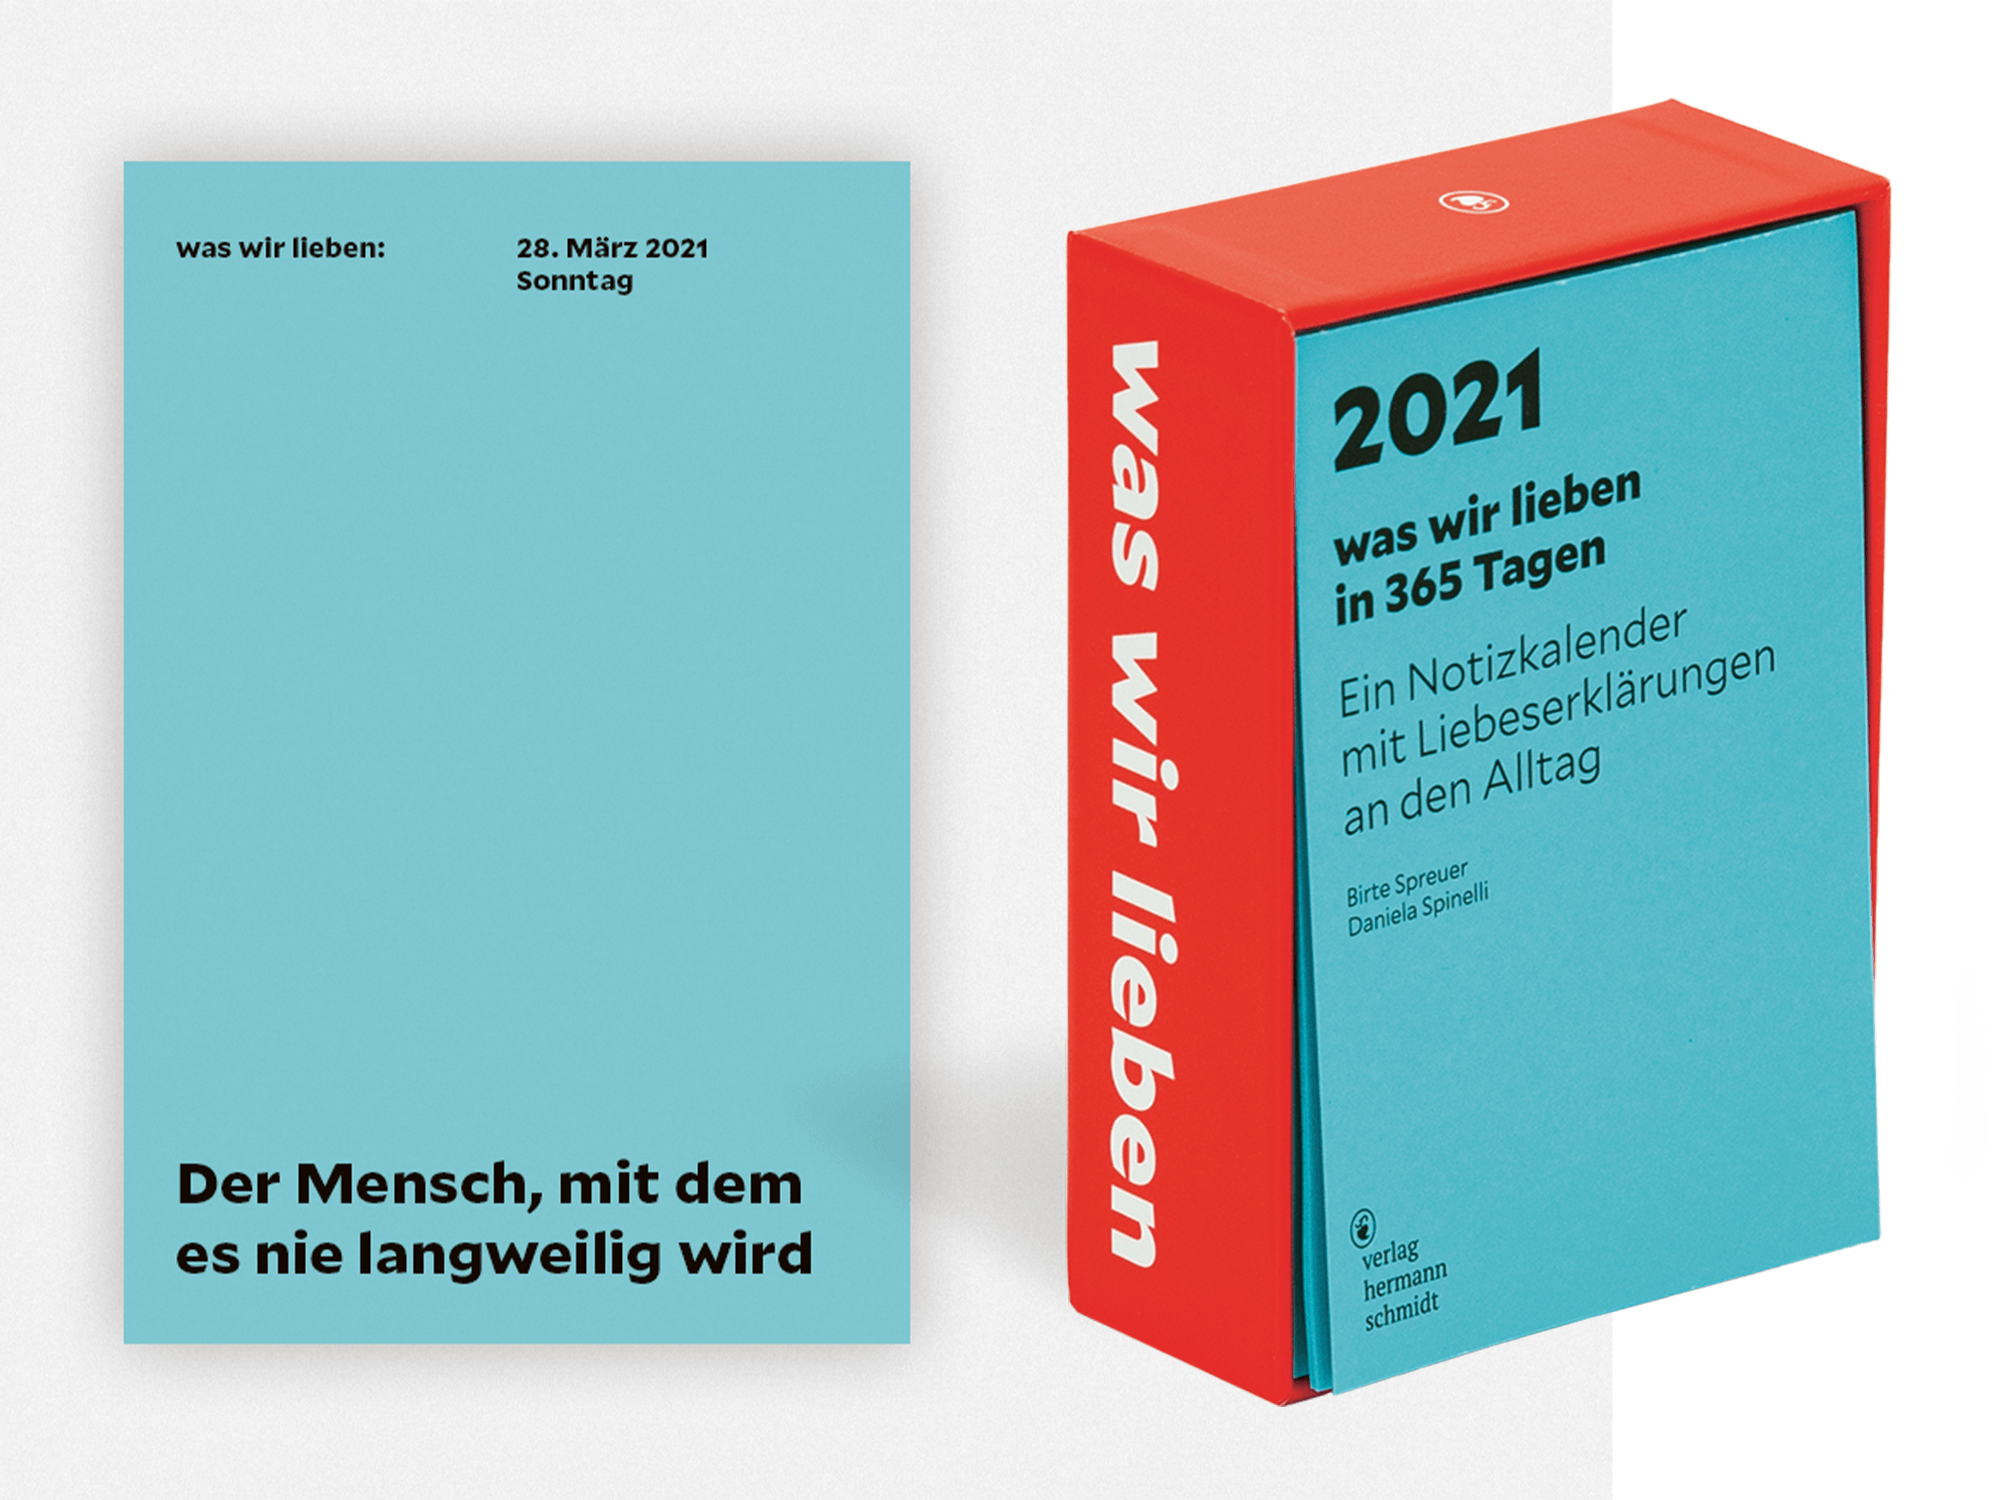 was wir lieben:
28. März 2021
Sonntag
Der Mensch, mit dem
es nie langweilig wird
was wir lieben
2021
was wir lieben
in 365 Tagen
Ein Notizkalender
mit Liebeserklärungen
an den Alltag
Birte Spreuer
Daniela Spinelli
verlag
hermann
schmidt